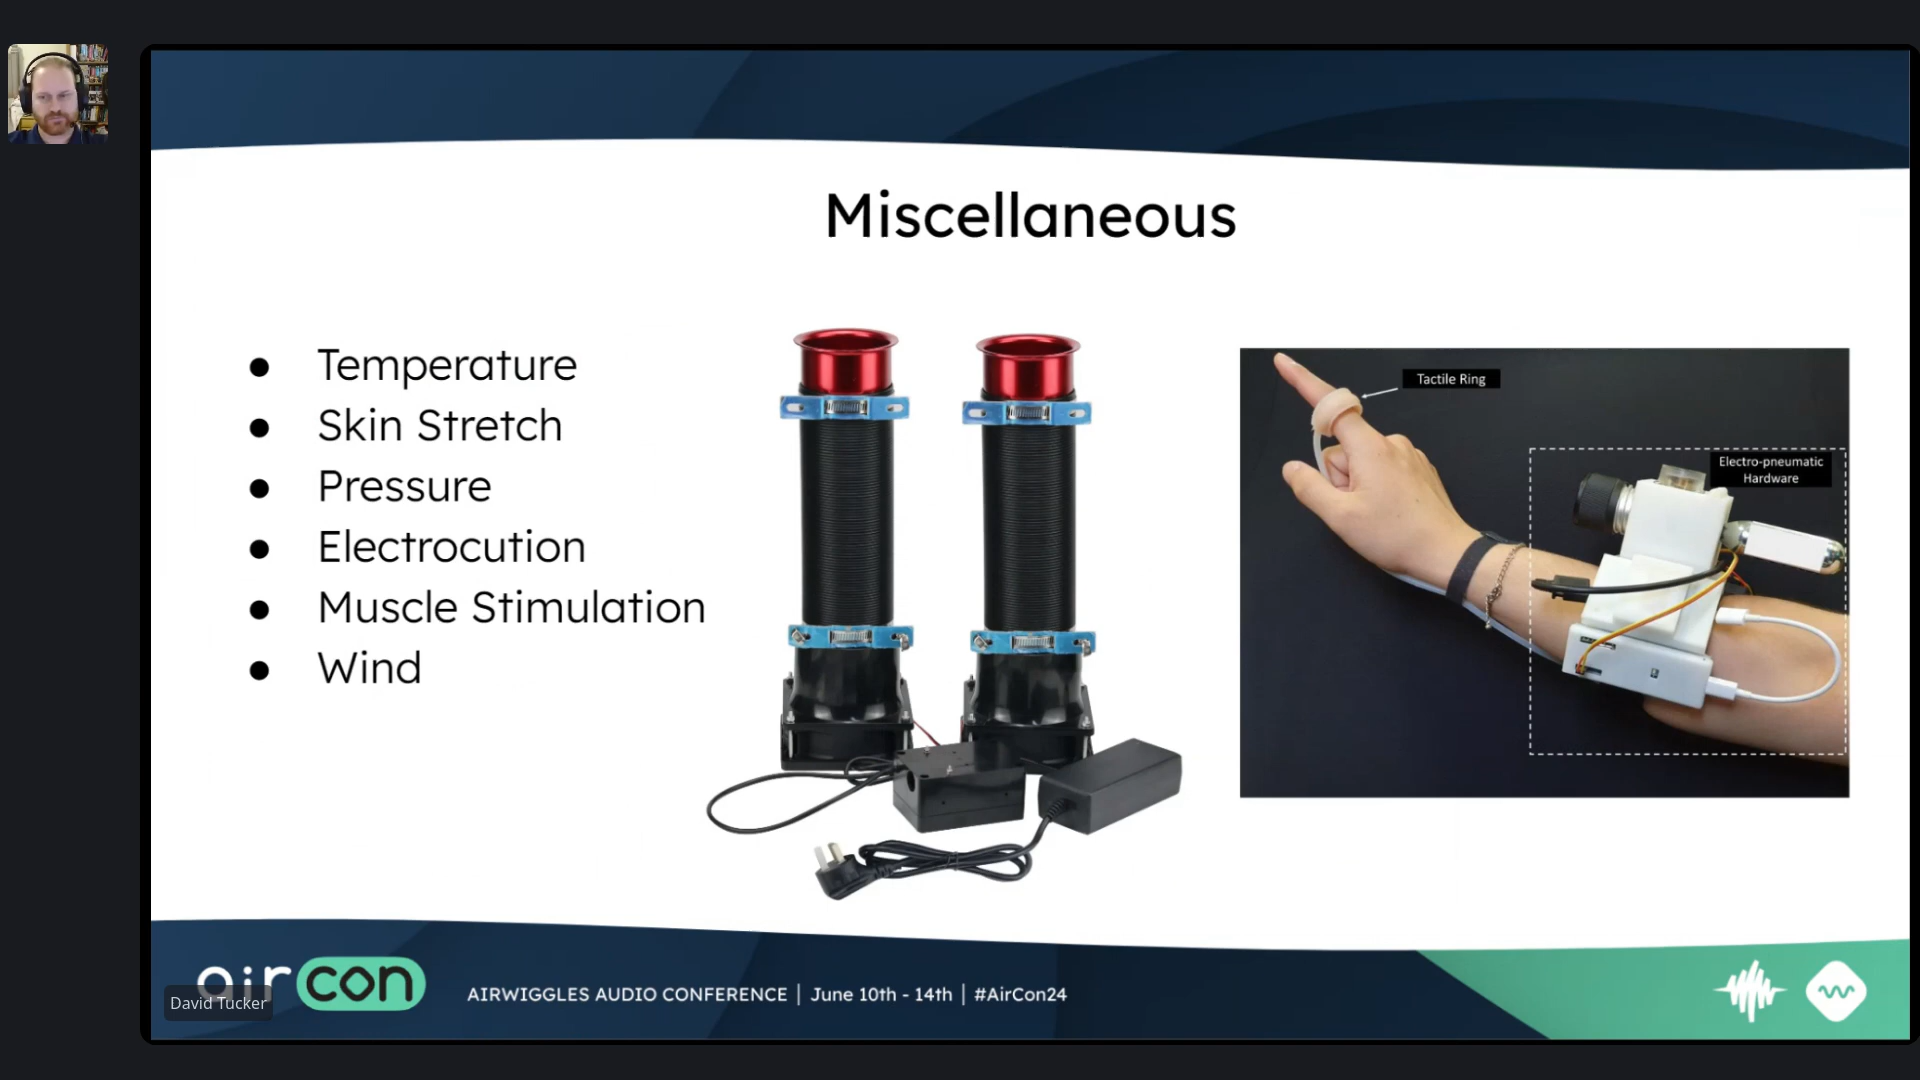 Miscellaneous
● Temperature
● Skin Stretch
● Pressure
● Electrocution
● Muscle Stimulation
● Wind
Tactile Ring
Electro-pneumatic
Hardware
aircon
David Tucker
AIRWIGGLES AUDIO CONFERENCE | June 10th - 14th | #AirCon24